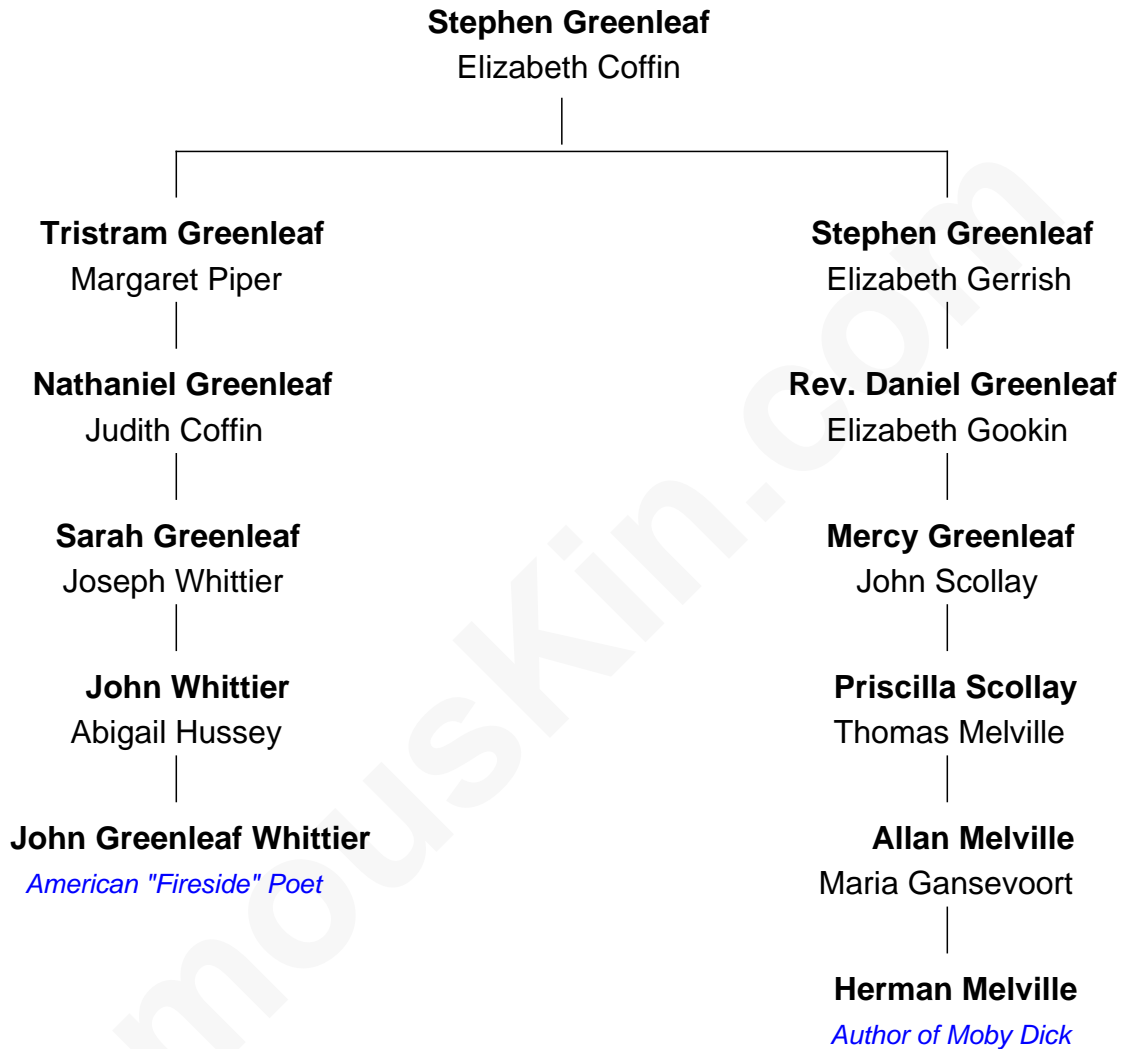 Stephen Greenleaf
Elizabeth Coffin
Tristram Greenleaf
Margaret Piper
Stephen Greenleaf
Elizabeth Gerrish
Nathaniel Greenleaf
Judith Coffin
Rev. Daniel Greenleaf
Elizabeth Gookin
Sarah Greenleaf
Joseph Whittier
Mercy Greenleaf
John Scollay
John Whittier
Abigail Hussey
Priscilla Scollay
Thomas Melville
John Greenleaf Whittier
American "Fireside" Poet
Allan Melville
Maria Gansevoort
Herman Melville
Author of Moby Dick
mouskin.com